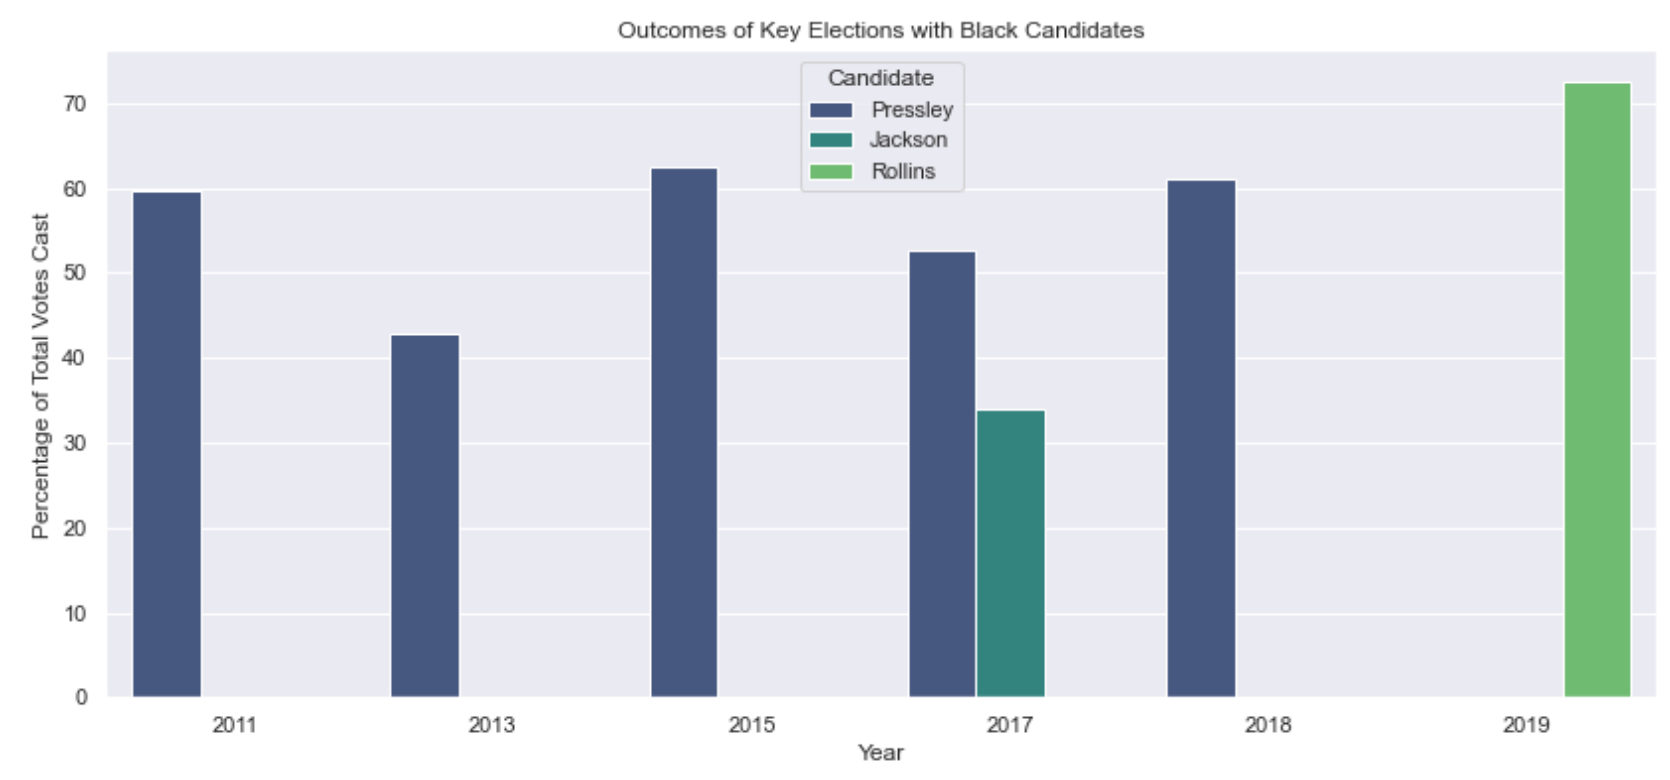 Outcomes of Key Elections with Black Candidates
Candidate
Pressley
Jackson
Rollins
Percentage of Total Votes Cast
70
60
50
40
30
20
10
0
2011 2013 2015 2017 2018 2019
Year